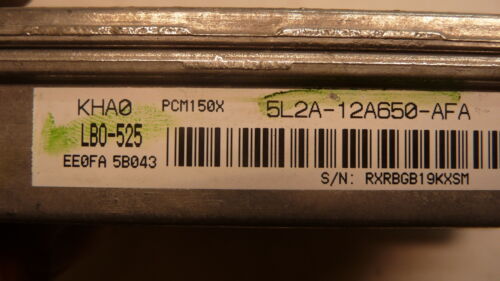 KHA0 PCM150X 5L2A-12A650-AFA
LB0-525
EE0FA 5B043
S/N: RXRBGB19KXSM